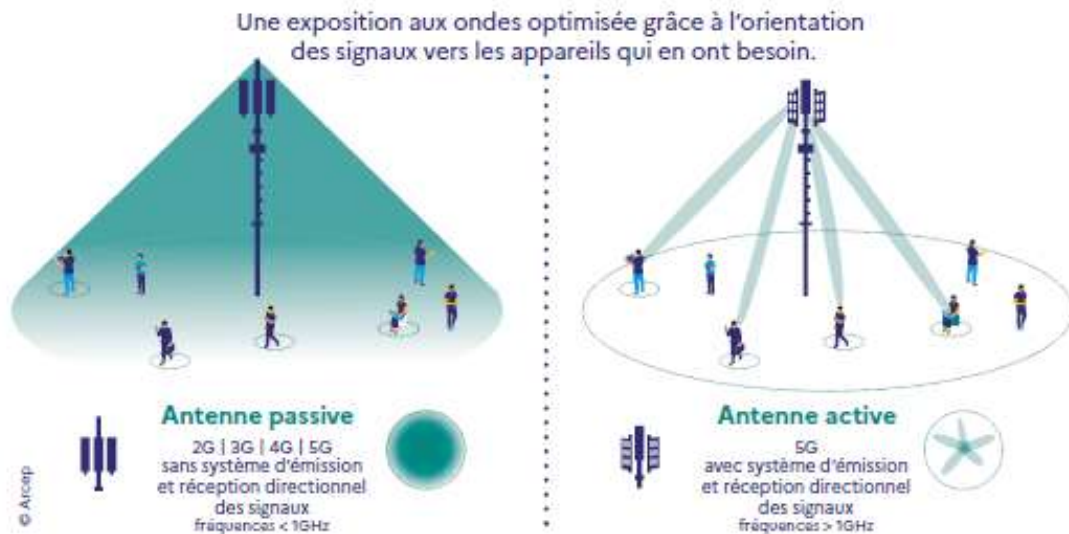 Une exposition aux ondes optimisée grâce à l'orientation
des signaux vers les appareils qui en ont besoin.
Antenne passive
2G | 3G | 4G | 5G
sans système d'émission
et réception directionnel
des signaux
fréquences < 1GHz
Antenne active
5G
avec système d'émission
et réception directionnel
des signaux
fréquences > 1GHz
© Arcep